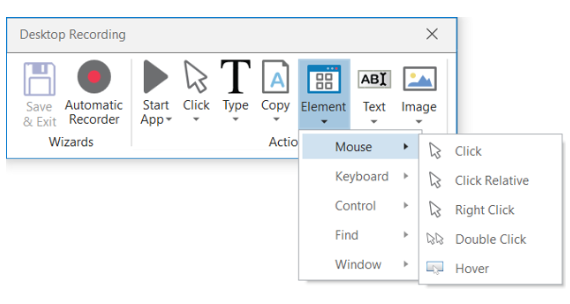 Desktop Recording
Save & Exit
Automatic Recorder
Start App
Click
Type
Copy
Element
Text
Image
T
A
AB
Wizards
Actio
Mouse
Keyboard
Control
Find
Window
Click
Click Relative
Right Click
Double Click
Hover